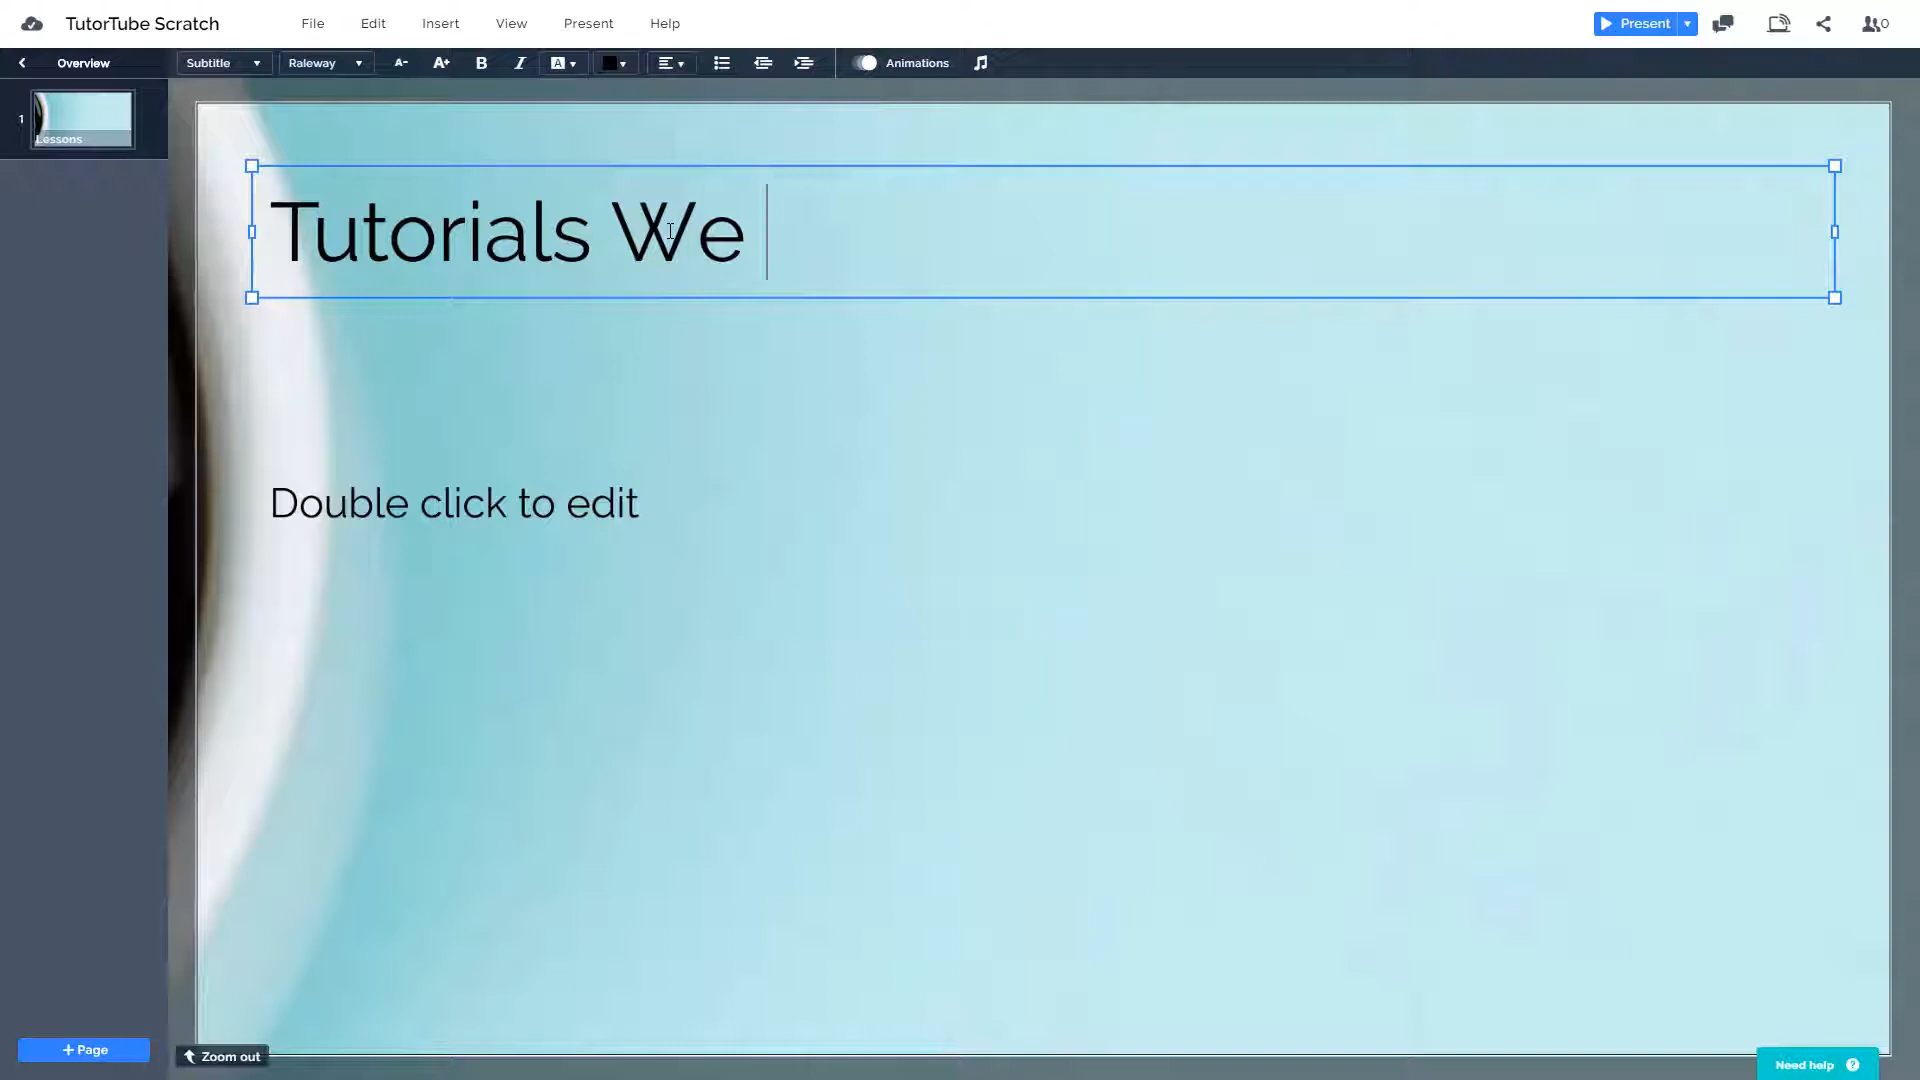 TutorTube Scratch
File Edit Insert View Present Help
Present
0
Overview
Subtitle
Raleway
A-
A+
B
I
A
Animations
1
Lessons
Tutorials We
Double click to edit
+ Page
Zoom out
Need help ?